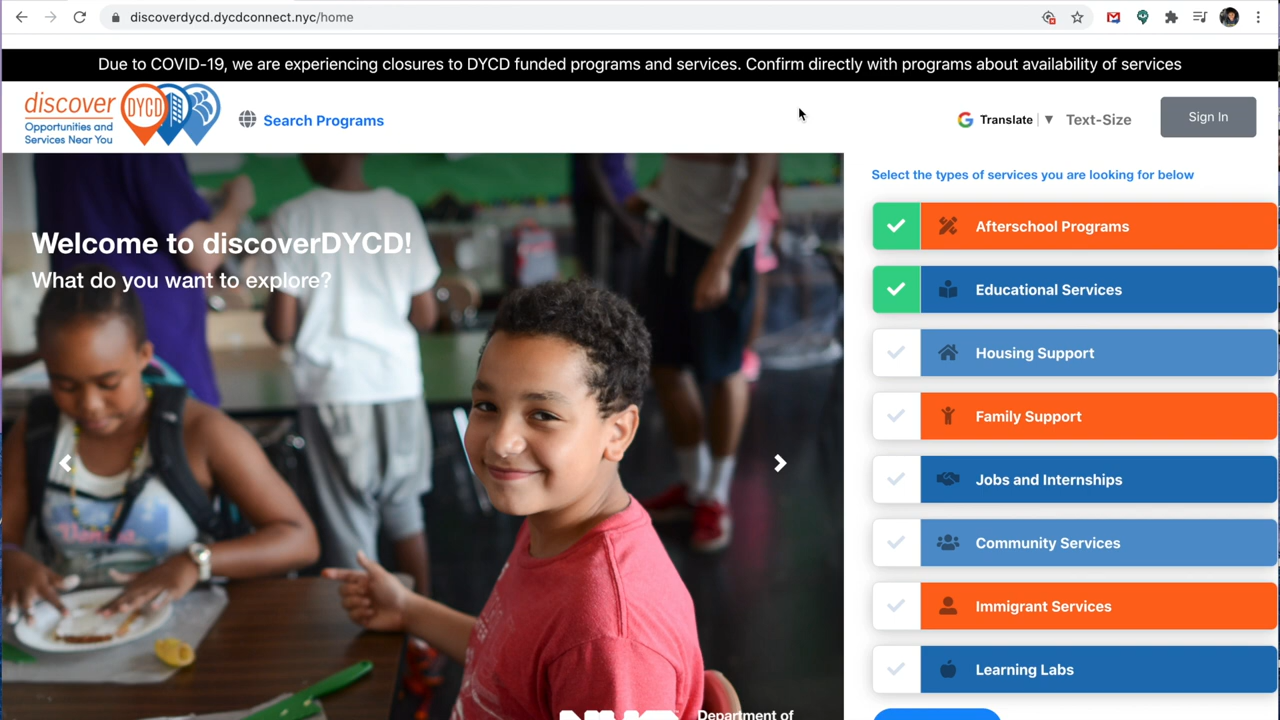 discoverdycd.dycdconnect.nyc/home
Due to COVID-19, we are experiencing closures to DYCD funded programs and services. Confirm directly with programs about availability of services
discover
DYCD
Opportunities and
Services Near You
Search Programs
Translate
Text-Size
Sign In
Welcome to discoverDYCD!
What do you want to explore?
Select the types of services you are looking for below
Afterschool Programs
Educational Services
Housing Support
Family Support
Jobs and Internships
Community Services
Immigrant Services
Learning Labs
Department of